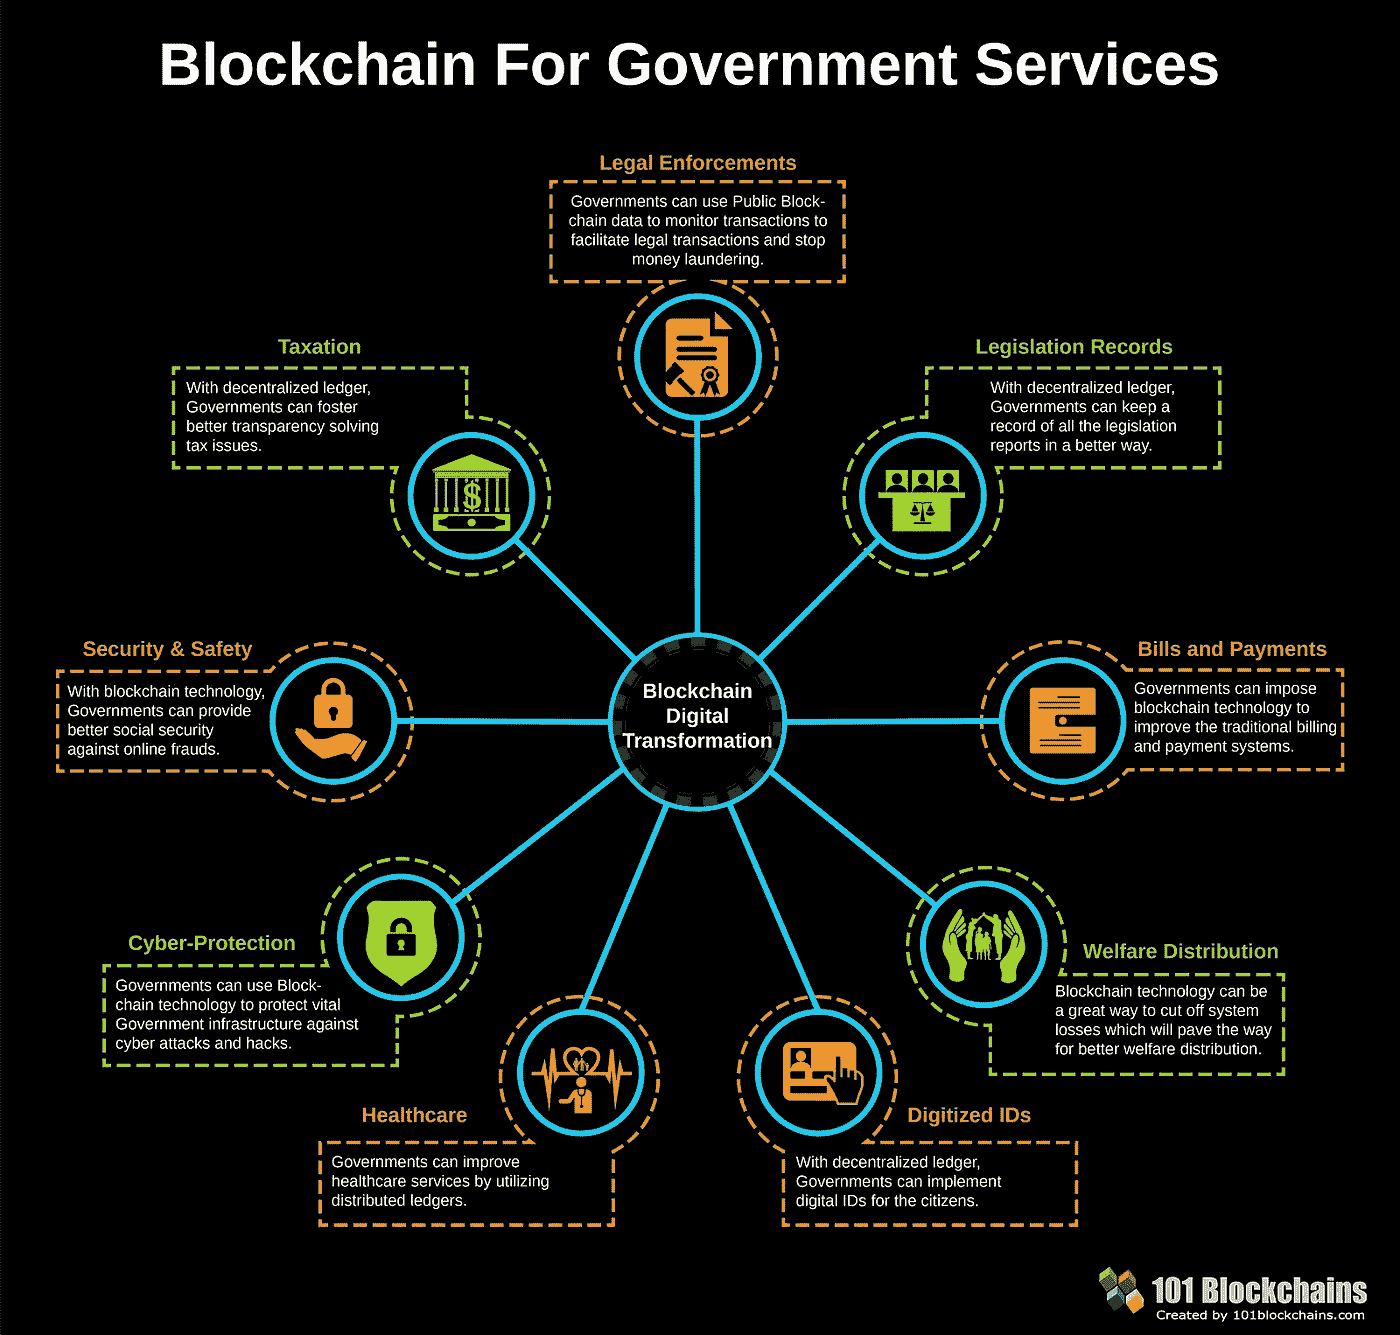 Blockchain For Government Services
Legal Enforcements
Governments can use Public Block-
chain data to monitor transactions to
facilitate legal transactions and stop
money laundering.
Taxation
With decentralized ledger,
Governments can foster
better transparency solving
tax issues.
$
Legislation Records
With decentralized ledger,
Governments can keep a
record of all the legislation
reports in a better way.
Security & Safety
With blockchain technology,
Governments can provide
better social security
against online frauds.
Blockchain
Digital
Transformation
Bills and Payments
Governments can impose
blockchain technology to
improve the traditional billing
and payment systems.
Cyber-Protection
Governments can use Block-
chain technology to protect vital
Government infrastructure against
cyber attacks and hacks.
Welfare Distribution
Blockchain technology can be
a great way to cut off system
losses which will pave the way
for better welfare distribution.
Healthcare
Governments can improve
healthcare services by utilizing
distributed ledgers.
Digitized IDs
With decentralized ledger,
Governments can implement
digital IDs for the citizens.
101 Blockchains
Created by 101blockchains.com